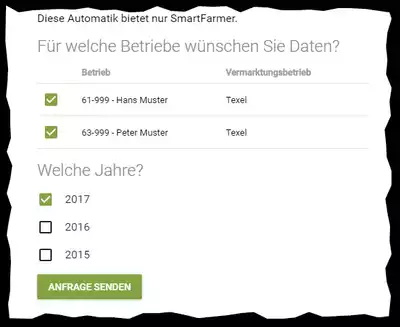 Diese Automatik bietet nur SmartFarmer.
Für welche Betriebe wünschen Sie Daten?
Betrieb Vermarktungsbetrieb
61-999 - Hans Muster Texel
63-999 - Peter Muster Texel
Welche Jahre?
2017
2016
2015
ANFRAGE SENDEN